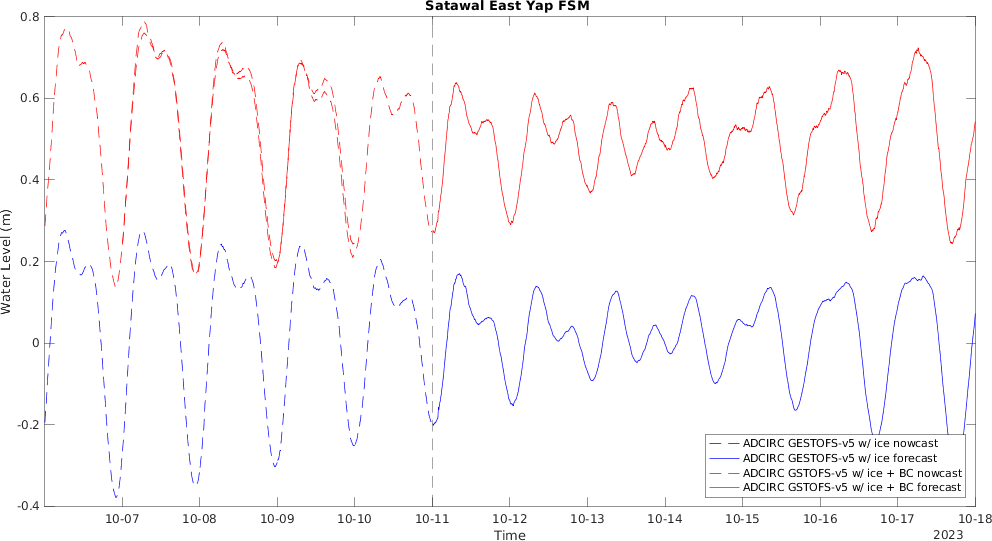 Satawal East Yap FSM
0.8
0.6
0.4
0.2
0
-0.2
-0.4
Water Level (m)
ADCIRC GESTOFS-v5 w/ ice nowcast
ADCIRC GESTOFS-v5 w/ ice forecast
ADCIRC GSTOFS-v5 w/ ice + BC nowcast
ADCIRC GSTOFS-v5 w/ ice + BC forecast
10-07 10-08 10-09 10-10 10-11 10-12 10-13 10-14 10-15 10-16 10-17 10-18
Time
2023